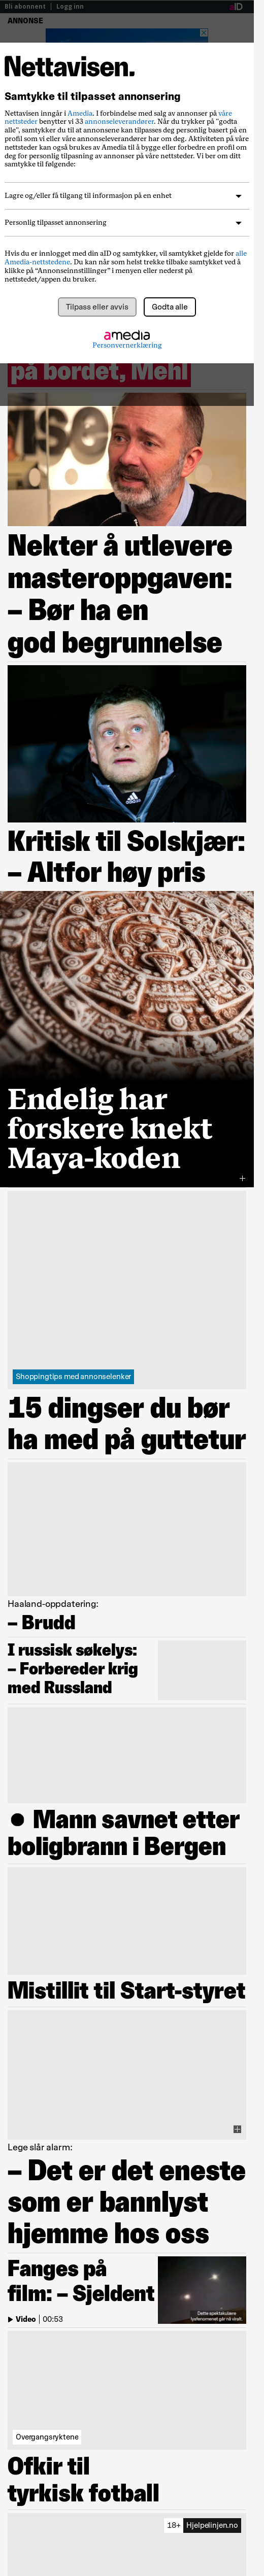 Bli abonnent | Logg inn
aID
ANNONSE
Nettavisen.
Samtykke til tilpasset annonsering
Nettavisen inngår i Amedia. I forbindelse med salg av annonser på våre
nettsteder benytter vi 33 annonseleverandører. Når du trykker på "godta
alle", samtykker du til at annonsene kan tilpasses deg personlig basert på en
profil som vi eller våre annonseleverandører har om deg. Aktiviteten på våre
nettsteder kan også brukes av Amedia til å bygge eller forbedre en profil om
deg for personlig tilpasning av annonser på våre nettsteder. Vi ber om ditt
samtykke til følgende:
Lagre og/eller få tilgang til informasjon på en enhet
Personlig tilpasset annonsering
Hvis du er innlogget med din aID og samtykker, vil samtykket gjelde for alle
Amedia-nettstedene. Du kan når som helst trekke tilbake samtykket ved å
klikke på “Annonseinnstillinger” i menyen eller nederst på
nettstedet/appen du bruker.
Tilpass eller avvis
Godta alle
amedia
Personvernerklæring
på bordet, Mehl
Nekter å utlevere
masteroppgaven:
– Bør ha en
god begrunnelse
Kritisk til Solskjær:
– Altfor høy pris
Endelig har
forskere knekt
Maya-koden
Shoppingtips med annonselenker
15 dingser du bør
ha med på guttetur
Haaland-oppdatering:
– Brudd
I russisk søkelys:
– Forbereder krig
med Russland
● Mann savnet etter
boligbrann i Bergen
Mistillit til Start-styret
Lege slår alarm:
– Det er det eneste
som er bannlyst
hjemme hos oss
Fanges på
film: – Sjeldent
Video | 00:53
Dette spektakulære
lysfenomenet går nå viralt.
Overgangsryktene
Ofkir til
tyrkisk fotball
18+ Hjelpelinjen.no